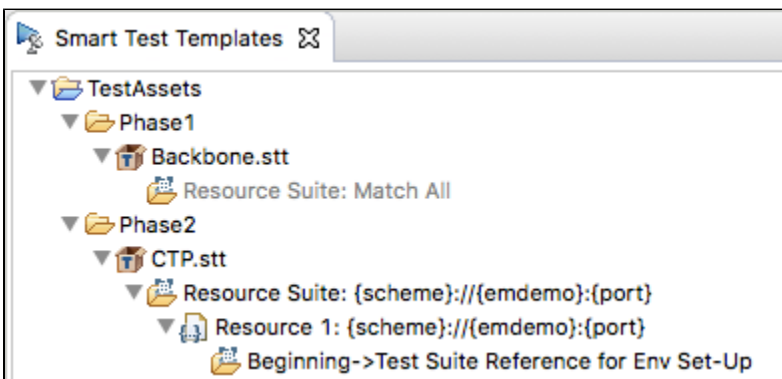 Smart Test Templates
TestAssets
Phase1
Backbone.stt
Resource Suite: Match All
Phase2
CTP.stt
Resource Suite: {scheme}://{emdemo}:{port}
Resource 1: {scheme}://{emdemo}:{port}
Beginning->Test Suite Reference for Env Set-Up